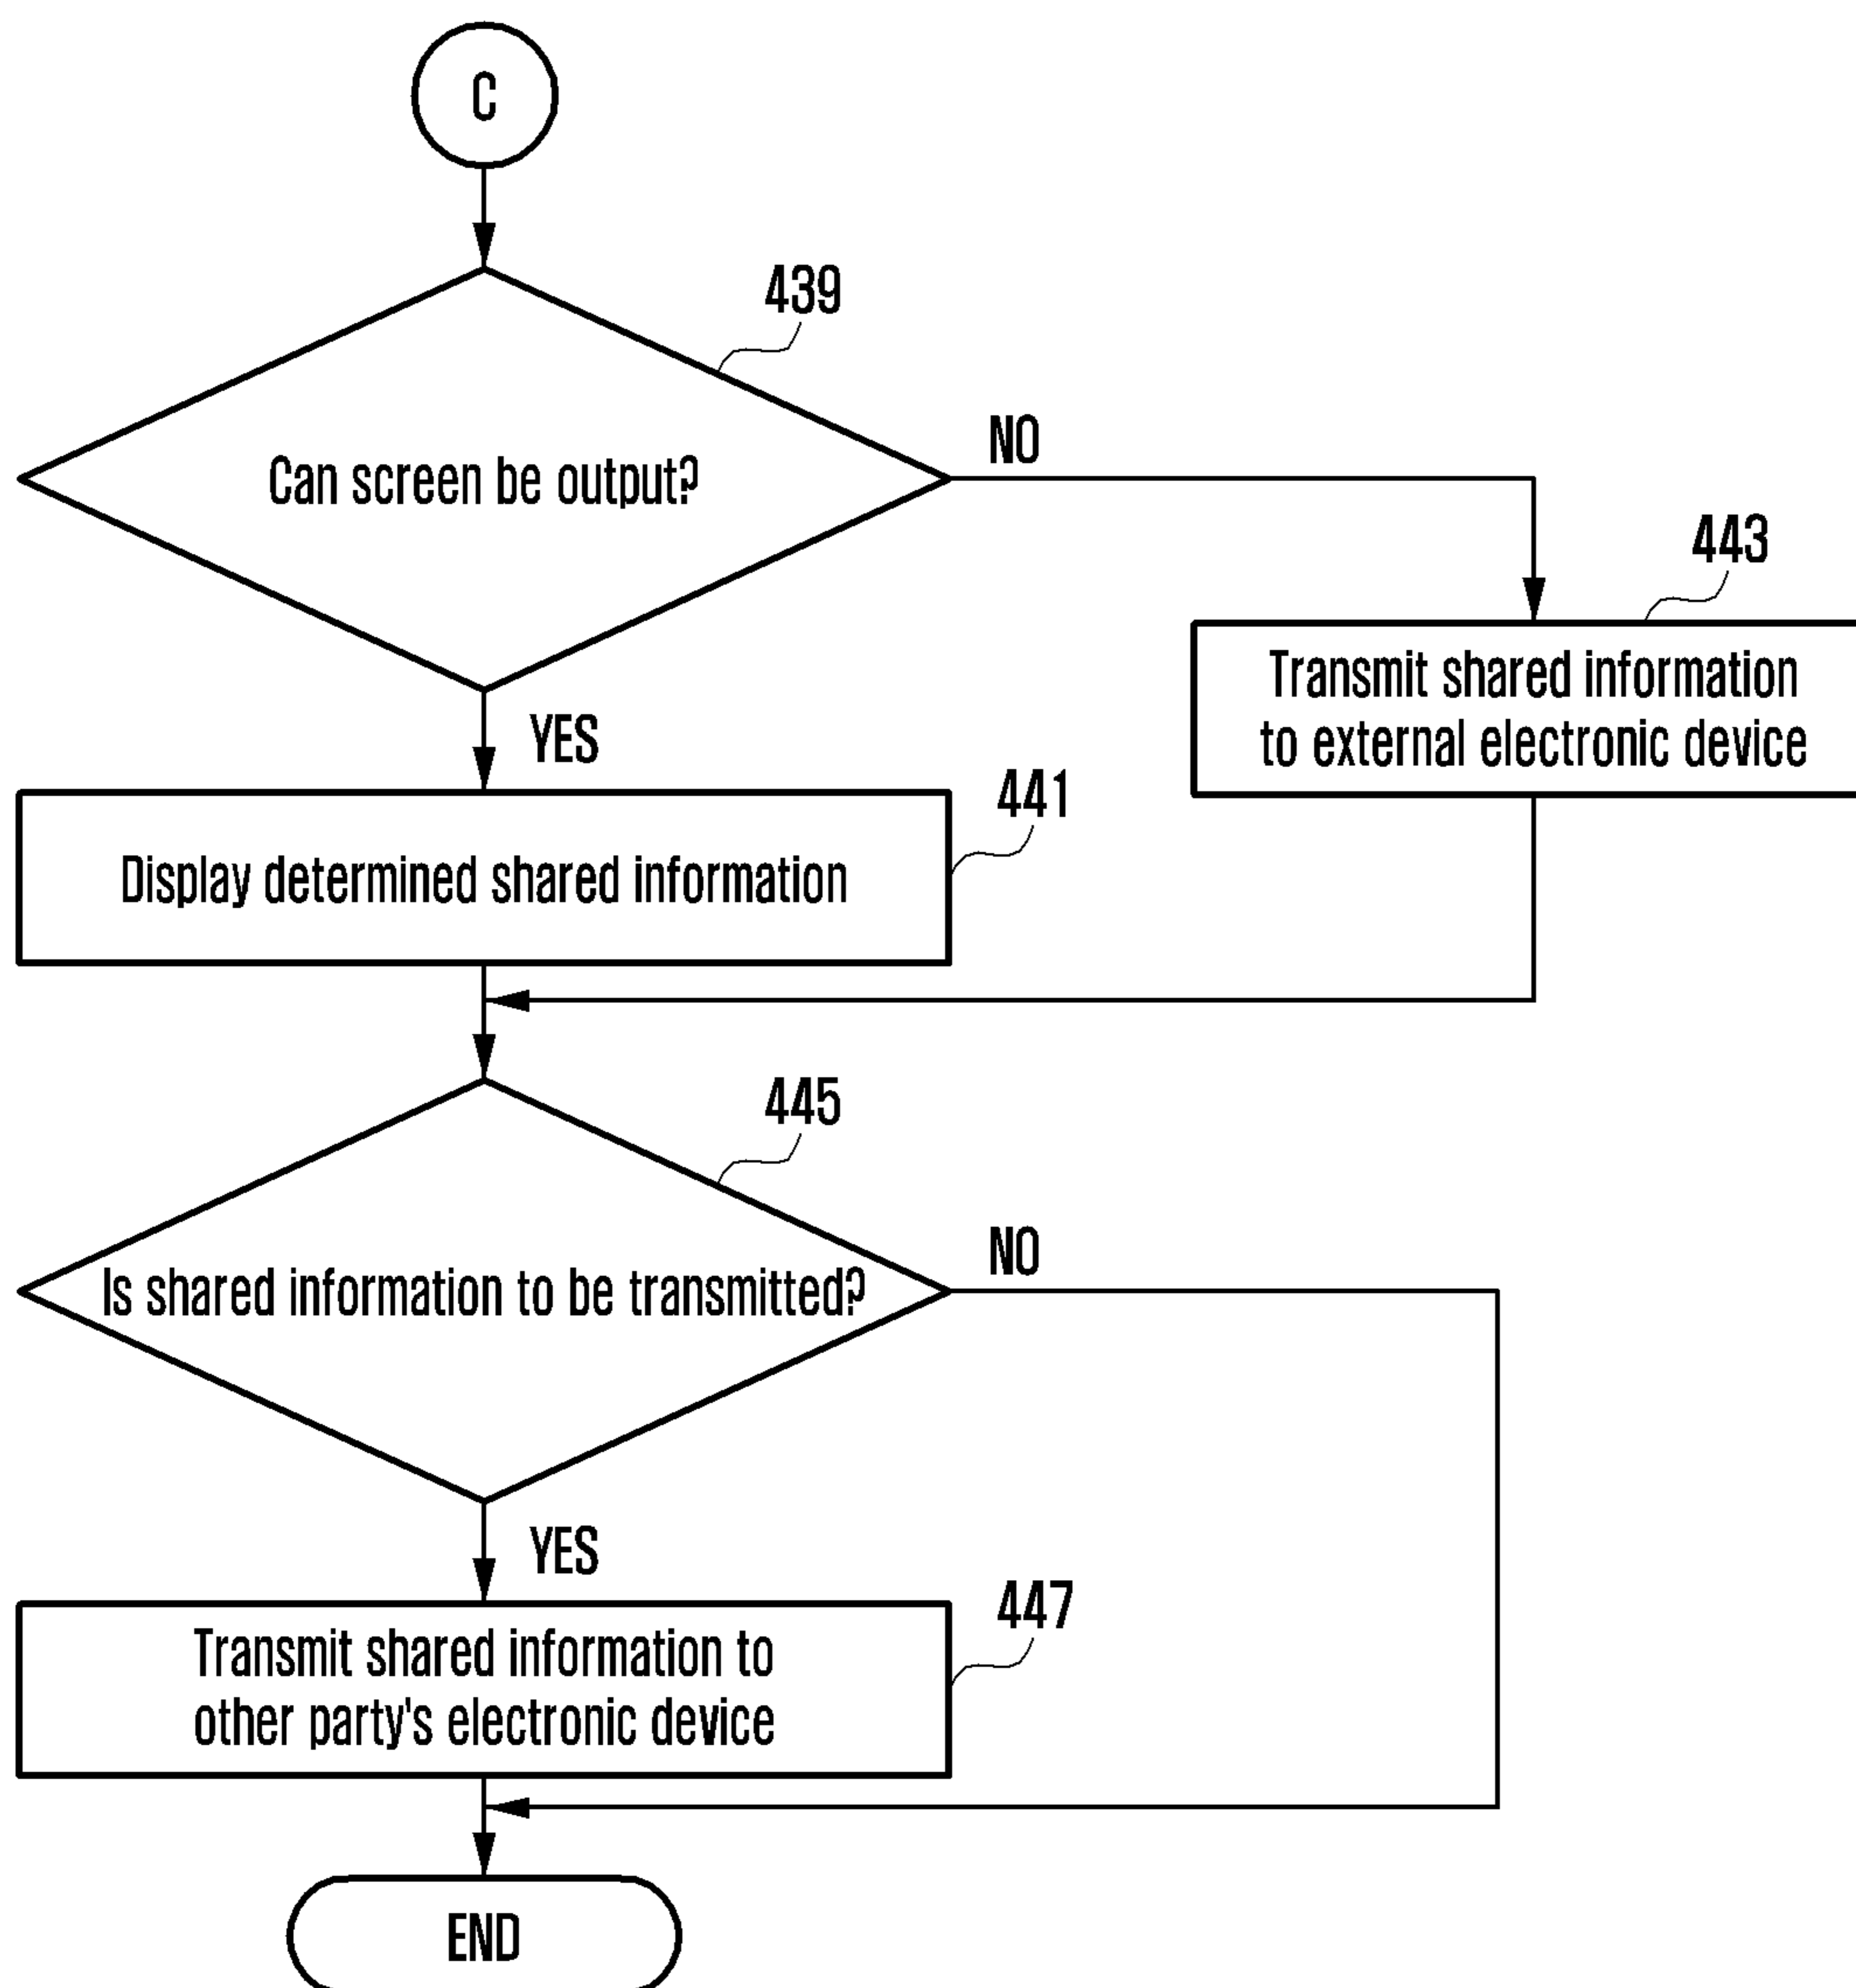 C
439
Can screen be output?
NO
443
Transmit shared information
to external electronic device
YES
441
Display determined shared information
445
Is shared information to be transmitted?
NO
YES
447
Transmit shared information to
other party's electronic device
END